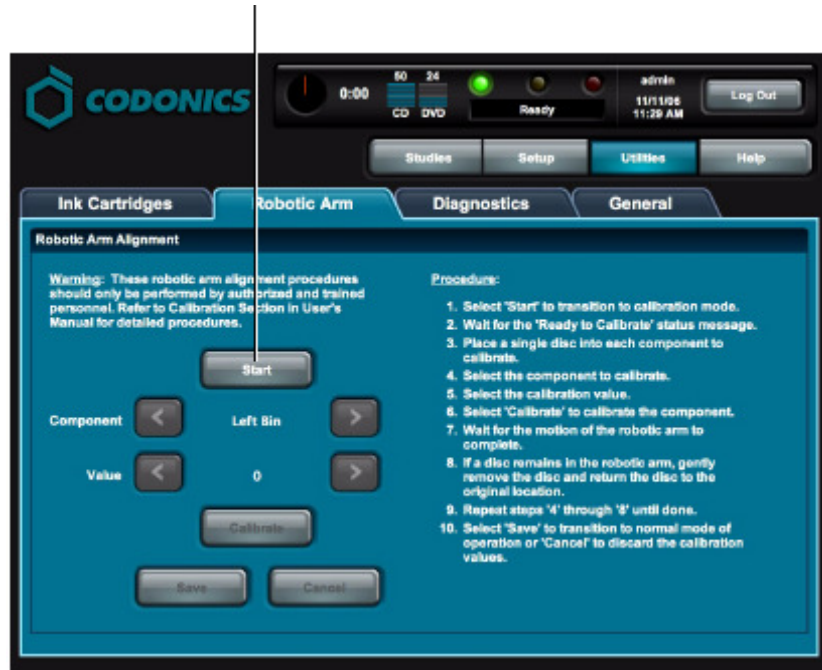 CODONICS
0:00
50 24
CD DVD
Ready
admin
11/11/06
11:29 AM
Log Out
Studies Setup Utilities Help
Ink Cartridges Robotic Arm Diagnostics General
Robotic Arm Alignment
Warning: These robotic arm alignment procedures
should only be performed by authorized and trained
personnel. Refer to Calibration Section in User's
Manual for detailed procedures.
Start
Component < Left Bin >
Value < 0 >
Calibrate
Save Cancel
Procedure:
1. Select 'Start' to transition to calibration mode.
2. Wait for the 'Ready to Calibrate' status message.
3. Place a single disc into each component to
calibrate.
4. Select the component to calibrate.
5. Select the calibration value.
6. Select 'Calibrate' to calibrate the component.
7. Wait for the motion of the robotic arm to
complete.
8. If a disc remains in the robotic arm, gently
remove the disc and return the disc to the
original location.
9. Repeat steps '4' through '8' until done.
10. Select 'Save' to transition to normal mode of
operation or 'Cancel' to discard the calibration
values.